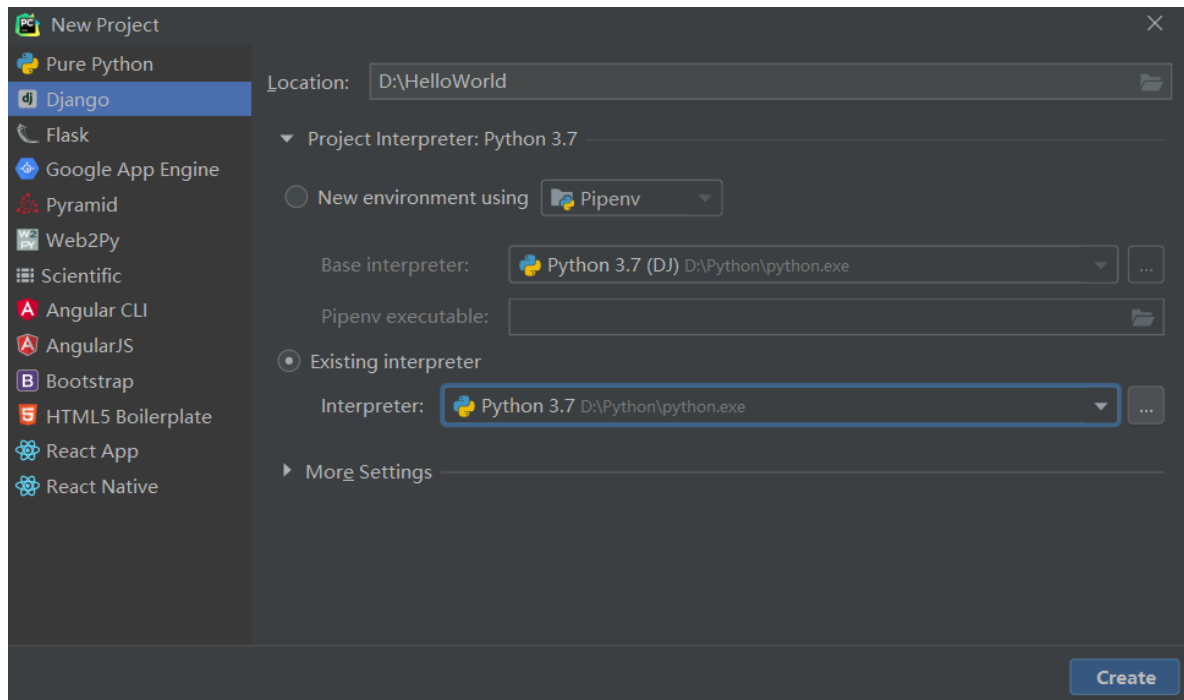 New Project
Pure Python
Django
Flask
Google App Engine
Pyramid
Web2Py
Scientific
Angular CLI
AngularJS
Bootstrap
HTML5 Boilerplate
React App
React Native
Location: D:\HelloWorld
Project Interpreter: Python 3.7
New environment using Pipenv
Base interpreter: Python 3.7 (DJ) D:\Python\python.exe ...
Pipenv executable:
Existing interpreter
Interpreter: Python 3.7 D:\Python\python.exe ...
More Settings
Create